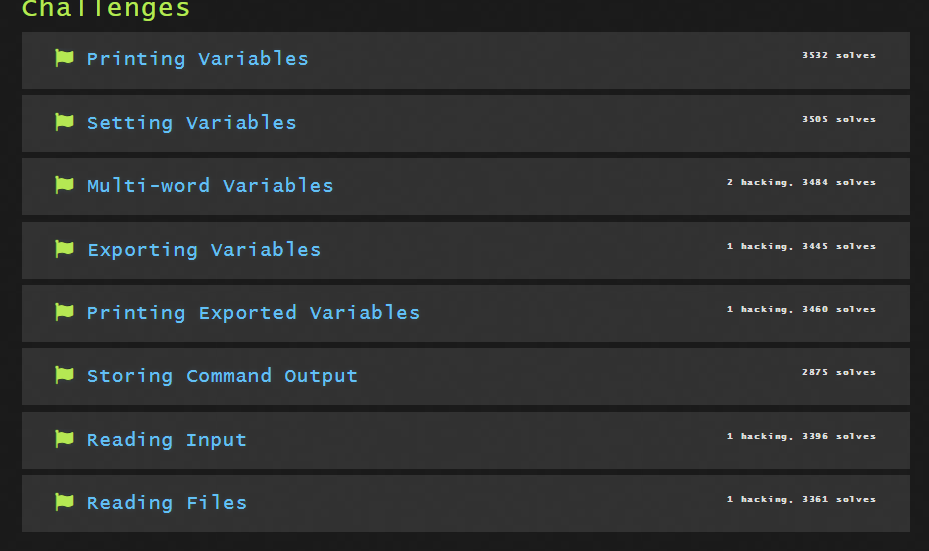 Challenges
Printing Variables 3532 solves
Setting Variables 3505 solves
Multi-word Variables 2 hacking, 3484 solves
Exporting Variables 1 hacking, 3445 solves
Printing Exported Variables 1 hacking, 3460 solves
Storing Command Output 2875 solves
Reading Input 1 hacking, 3396 solves
Reading Files 1 hacking, 3361 solves